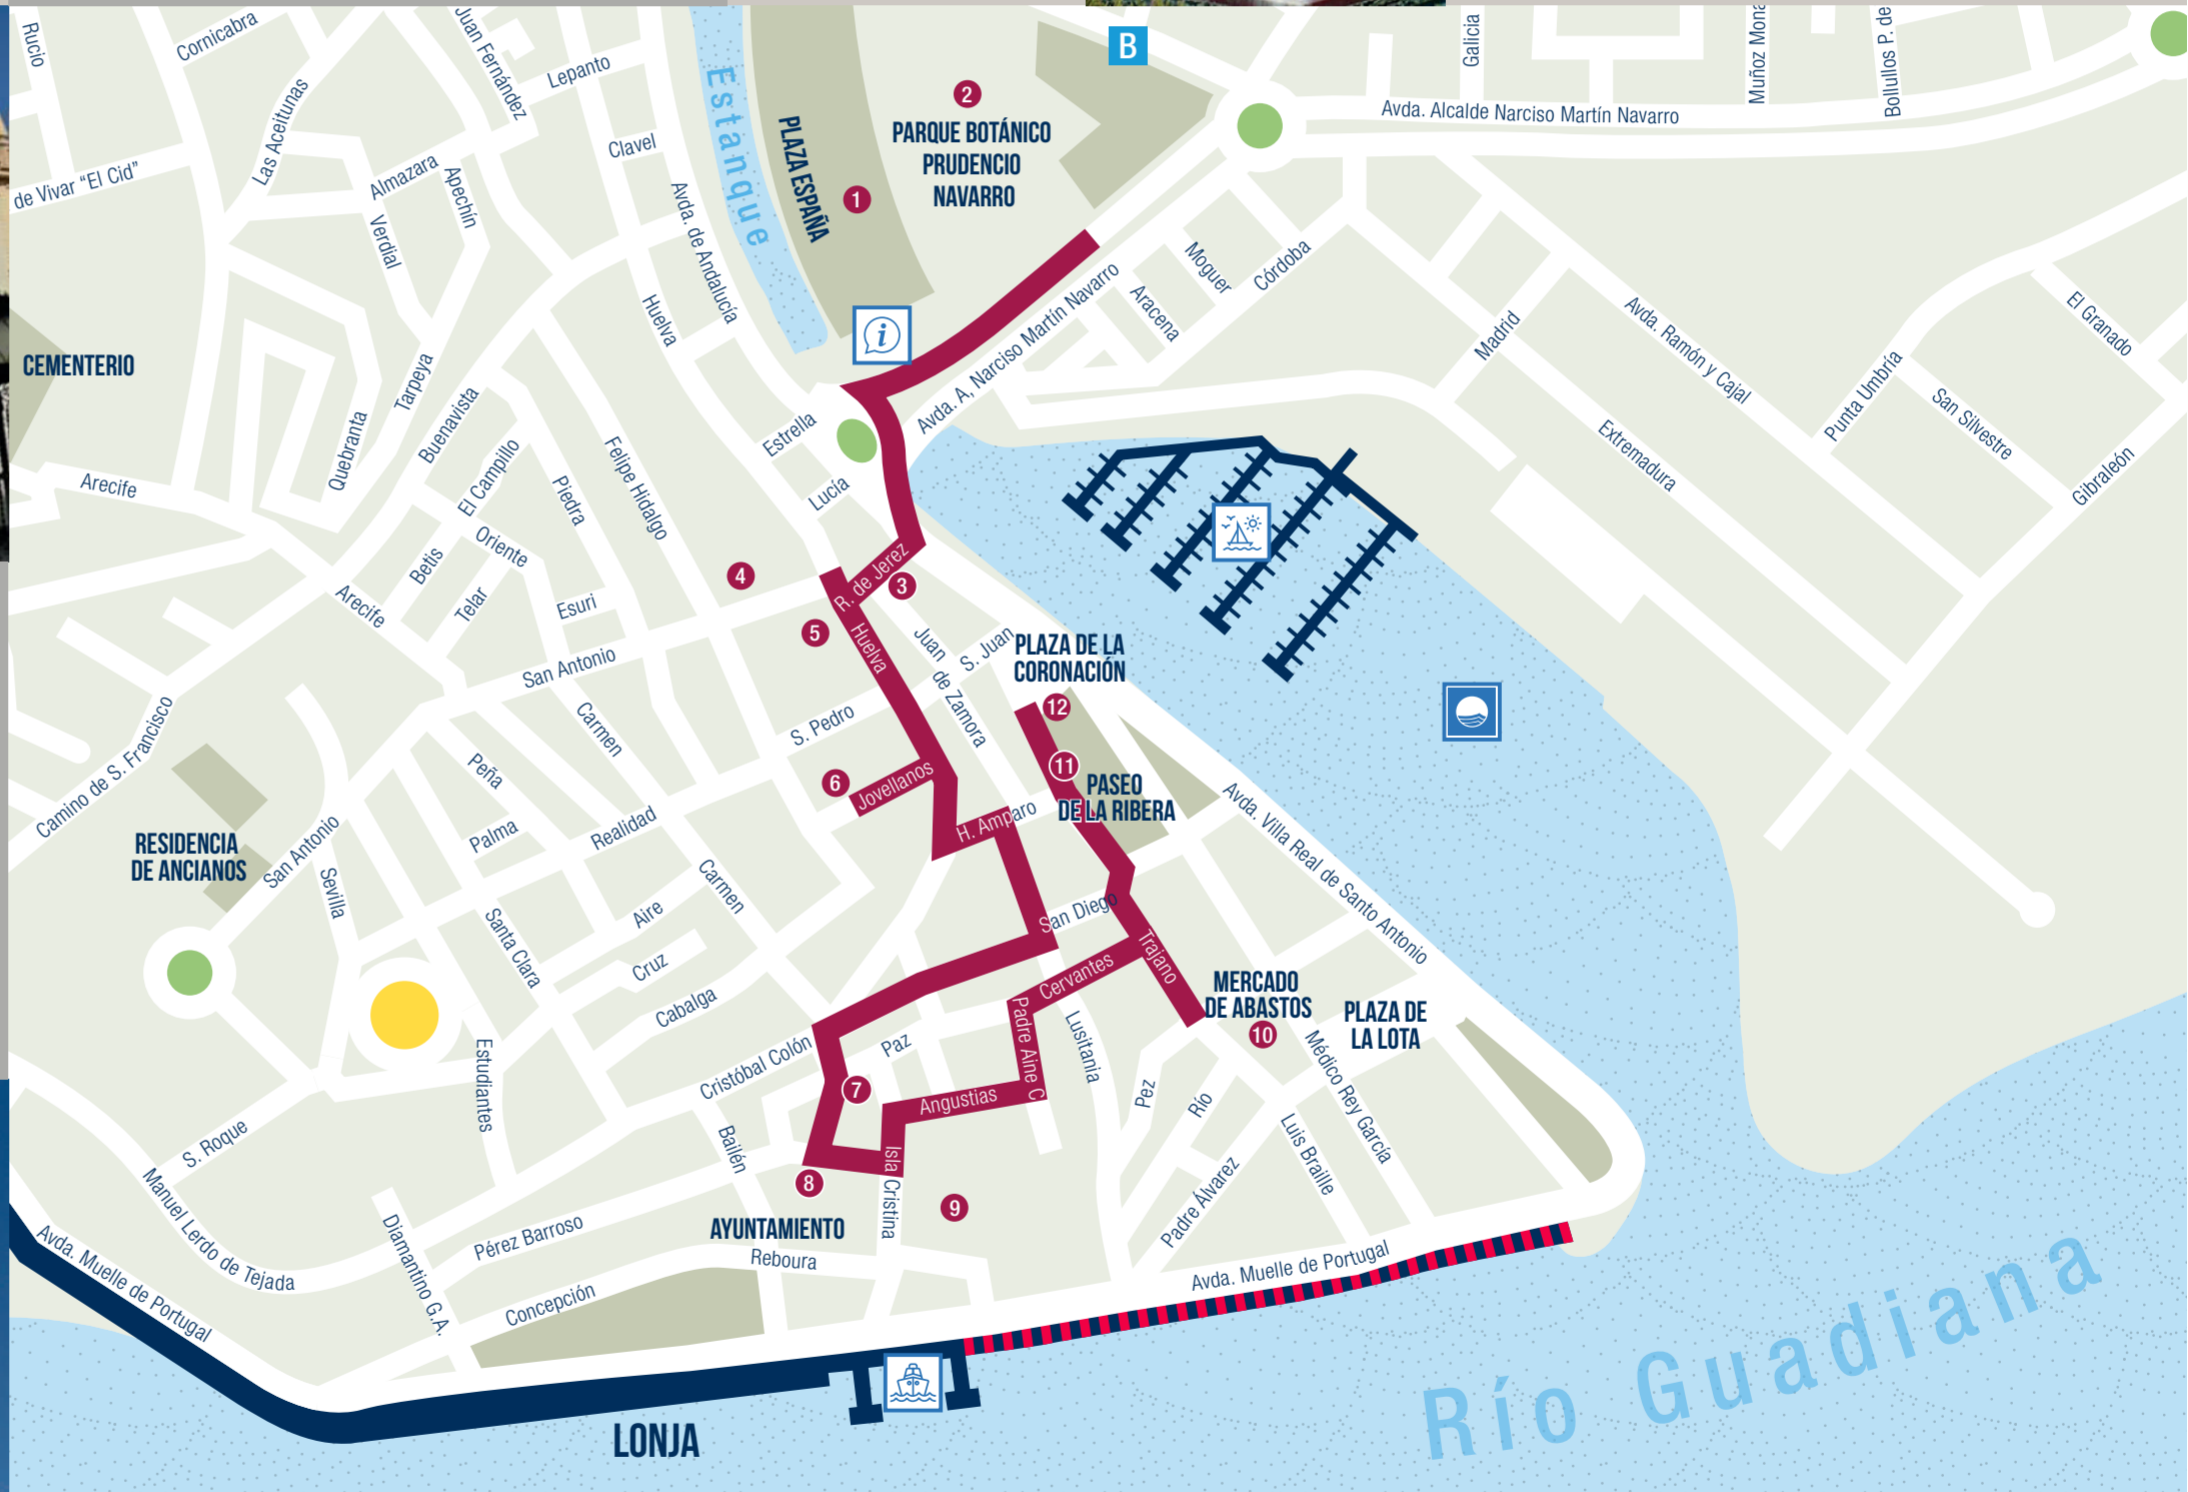 Rucio
Cornicabra
Juan Fernández
Lepanto
Las Aceitunas
Clavel
de Vivar “El Cid”
Almazara
Apechín
Verdial
Avda. de Andalucía
Estanque
PLAZA ESPAÑA
1
2
PARQUE BOTÁNICO
PRUDENCIO
NAVARRO
B
Galicia
Muñoz Mona
Bollullos P. de
Avda. Alcalde Narciso Martín Navarro
Moguer
Córdoba
Aracena
Avda. A, Narciso Martín Navarro
i
Huelva
Madrid
Avda. Ramón y Cajal
El Granado
Punta Umbría
San Silvestre
Extremadura
Gibraleón
CEMENTERIO
Tarpeya
Quebranta
Buenavista
El Campillo
Piedra
Felipe Hidalgo
Estrella
Lucía
Arecife
Oriente
Betis
Telar
Esuri
Arecife
4
R. de Jerez
3
5
Huelva
San Antonio
Juan
de Zamora
S. Juan
PLAZA DE LA
CORONACIÓN
12
11
PASEO
DE LA RIBERA
Camino de S. Francisco
Carmen
S. Pedro
6
Jovellanos
Peña
Palma
Realidad
H. Amparo
Avda. Villa Real de Santo Antonio
RESIDENCIA
DE ANCIANOS
San Antonio
Sevilla
Santa Clara
Aire
Carmen
Cruz
Cabalga
San Diego
Trajano
Cervantes
Padre Aine C
Lusitania
MERCADO
DE ABASTOS
10
PLAZA DE
LA LOTA
Médico Rey García
Estudiantes
Cristóbal Colón
Paz
7
Angustias
Pez
Río
Luis Braille
S. Roque
Bailén
Isla Cristina
8
9
Padre Álvarez
AYUNTAMIENTO
Reboura
Manuel Lerdo de Tejada
Diamantino G.A.
Pérez Barroso
Concepción
Avda. Muelle de Portugal
Avda. Muelle de Portugal
LONJA
Río Guadiana